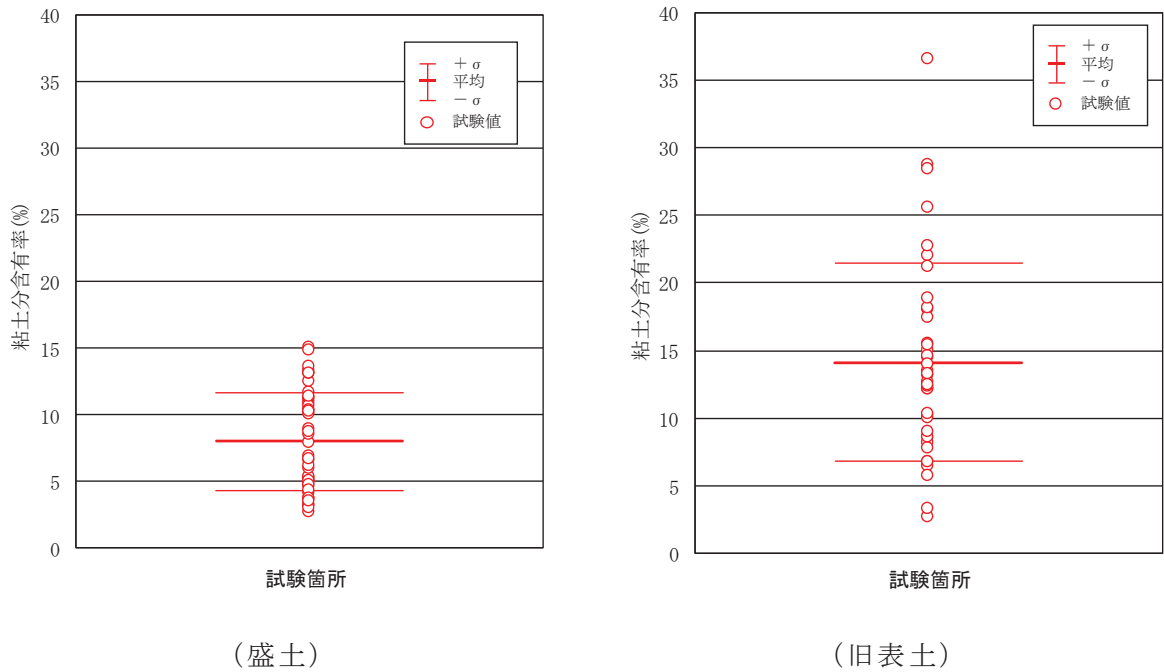 40
35
30
25
20
15
10
5
0
粘土分含有率(%)
＋σ
平均
－σ
試験値
試験箇所
（盛土）
40
35
30
25
20
15
10
5
0
粘土分含有率(%)
＋σ
平均
－σ
試験値
試験箇所
（旧表土）